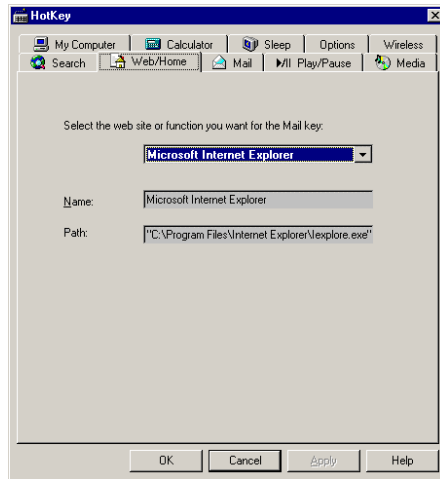 HotKey
My Computer Calculator Sleep Options Wireless
Search Web/Home Mail Play/Pause Media
Select the web site or function you want for the Mail key:
Microsoft Internet Explorer
Name: Microsoft Internet Explorer
Path: "C:\Program Files\Internet Explorer\Iexplore.exe"
OK Cancel Apply Help